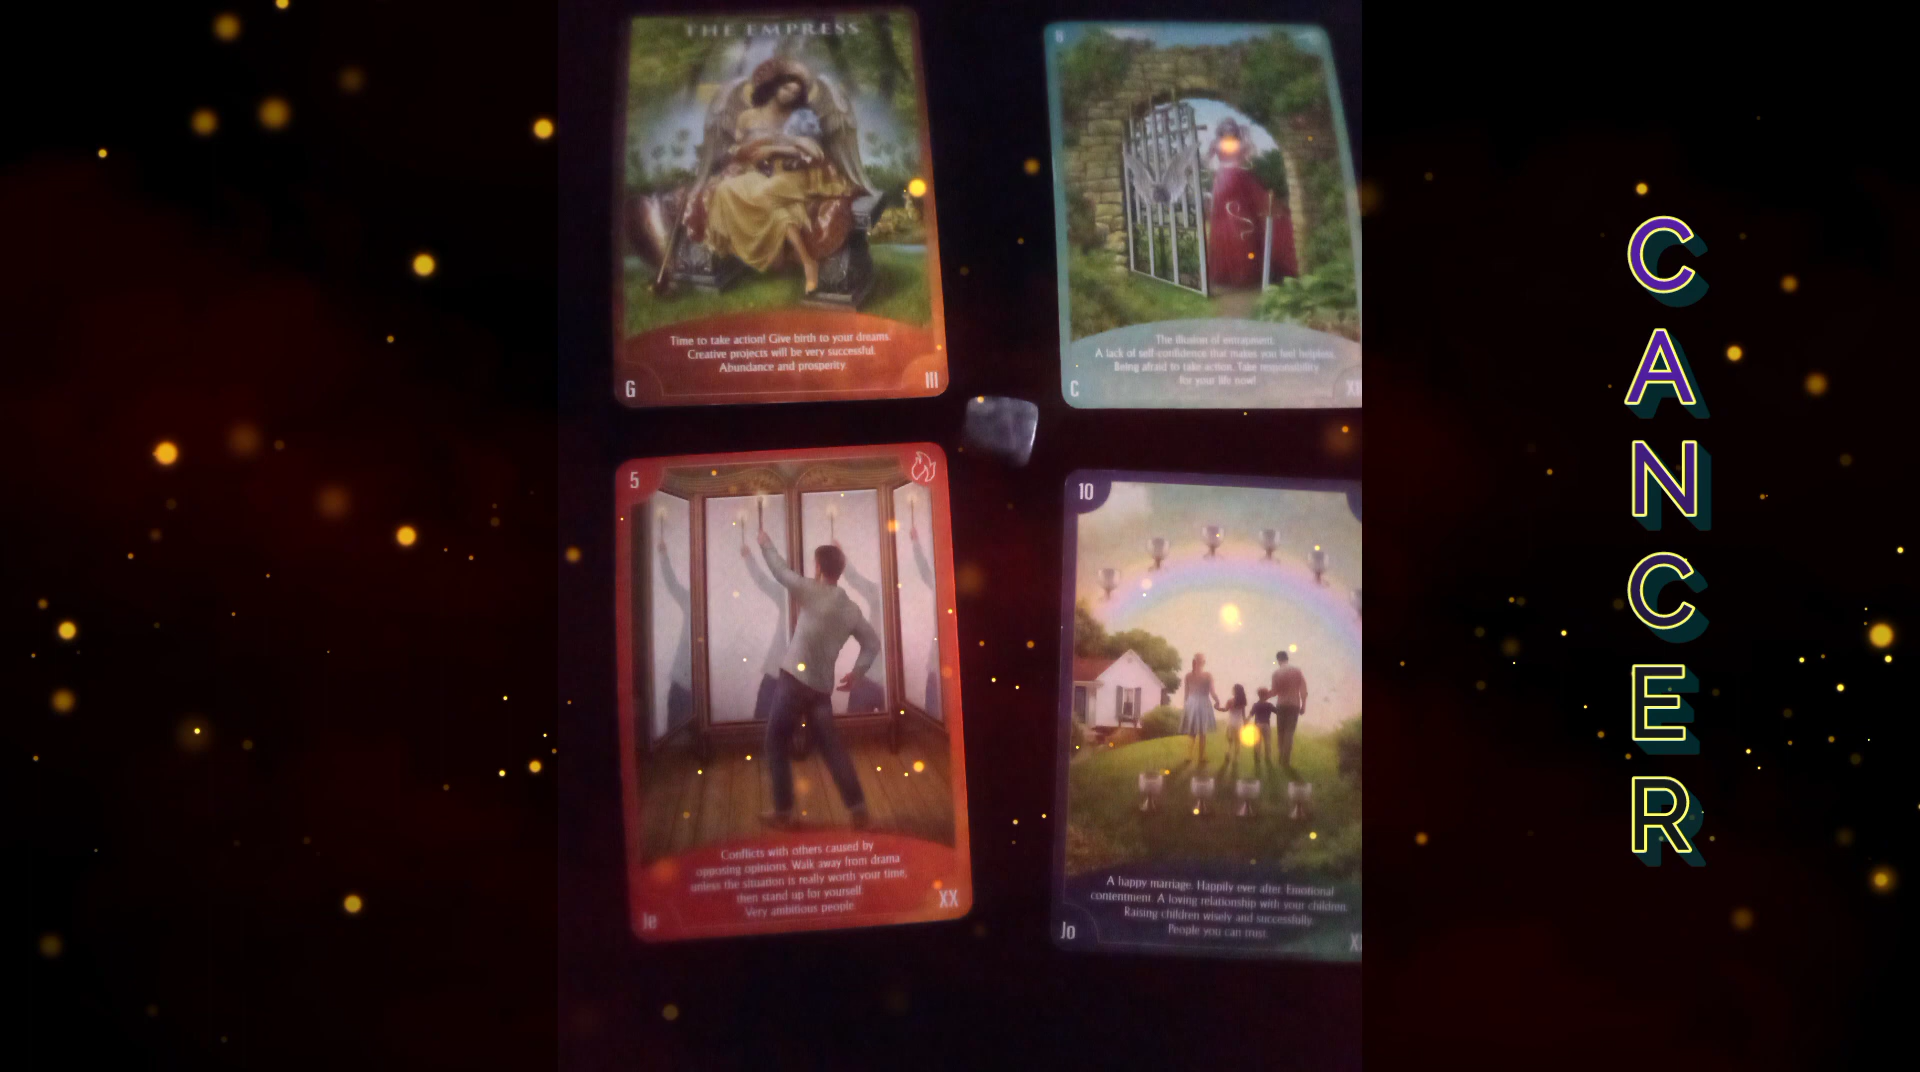 THE EMPRESS
Time to take action! Give birth to your dreams.
Creative projects will be very successful.
Abundance and prosperity.
G
III
8
The illusion of entrapment.
A lack of self-confidence that makes you feel helpless.
Being afraid to take action. Take responsibility
for your life now!
C
5
Conflicts with others caused by
opposing opinions. Walk away from drama
unless the situation is really worth your time,
then stand up for yourself.
Very ambitious people.
Je
XX
10
A happy marriage. Happily ever after. Emotional
contentment. A loving relationship with your children.
Raising children wisely and successfully.
People you can trust.
Jo
CANCER